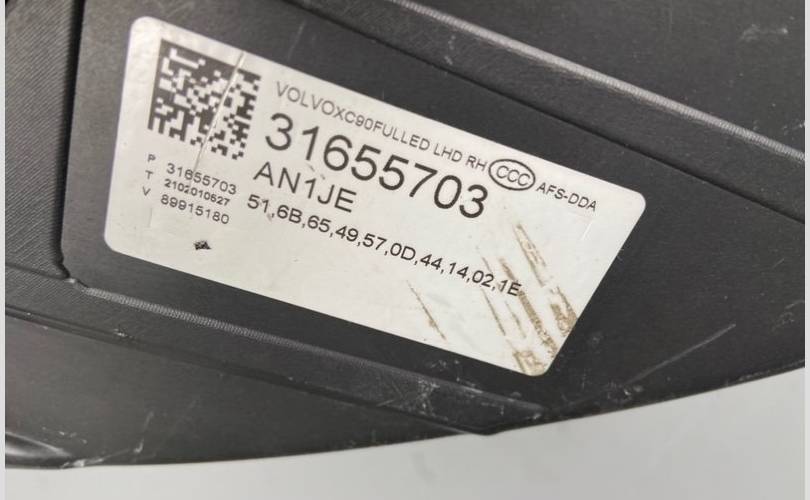 VOLVOXC90FULLED LHD RH CCC AFS-DDA
31655703
AN1JE
51,6B,65,49,57,0D,44,14,02,1E
P 31655703
T 2102010627
V 89915180